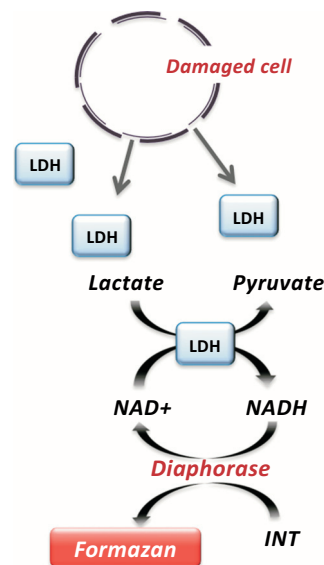 Damaged cell
LDH
LDH
LDH
Lactate
Pyruvate
LDH
NAD+
NADH
Diaphorase
Formazan
INT